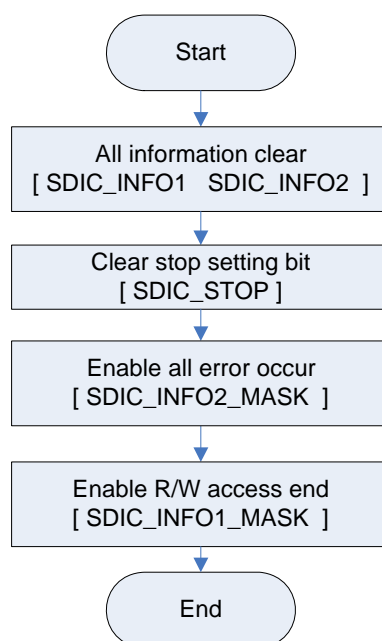 Start
All information clear
[ SDIC_INFO1 SDIC_INFO2 ]
Clear stop setting bit
[ SDIC_STOP ]
Enable all error occur
[ SDIC_INFO2_MASK ]
Enable R/W access end
[ SDIC_INFO1_MASK ]
End